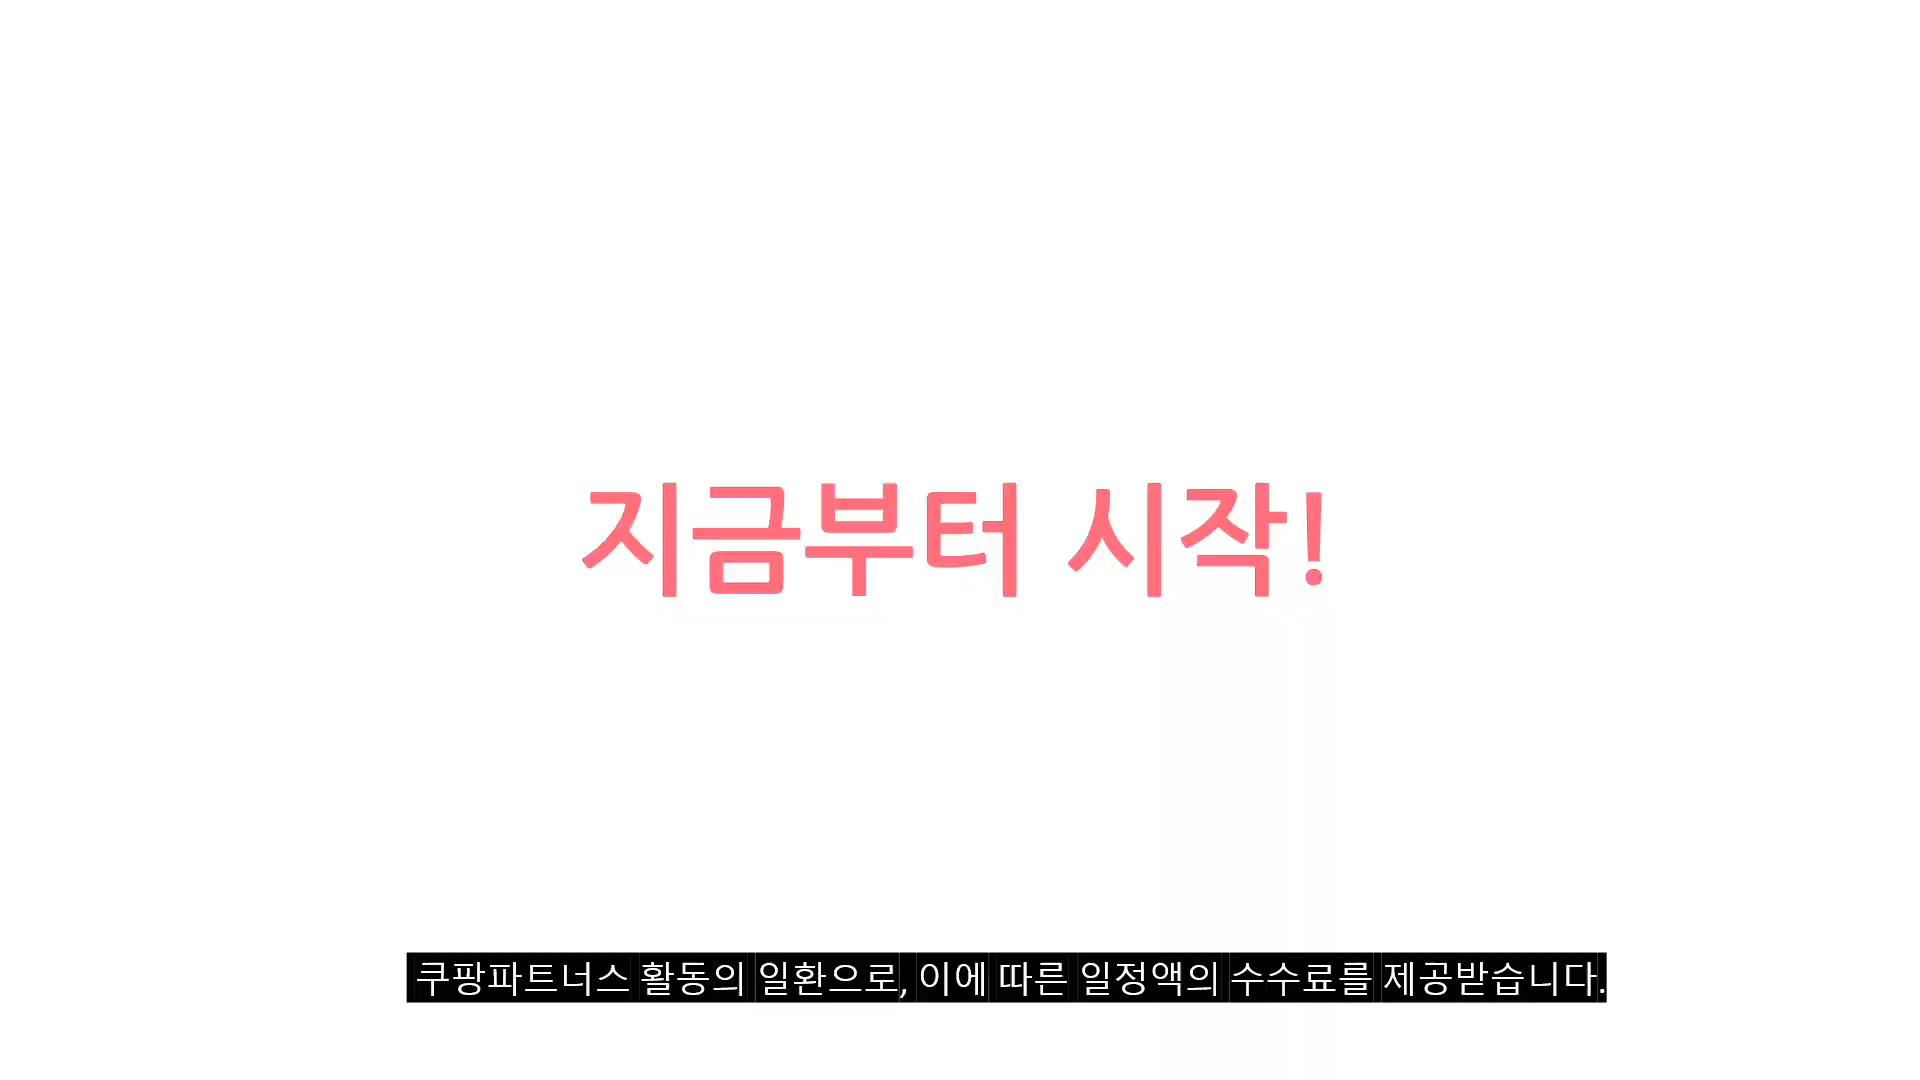 지금부터 시작!
쿠팡파트너스 활동의 일환으로, 이에 따른 일정액의 수수료를 제공받습니다.